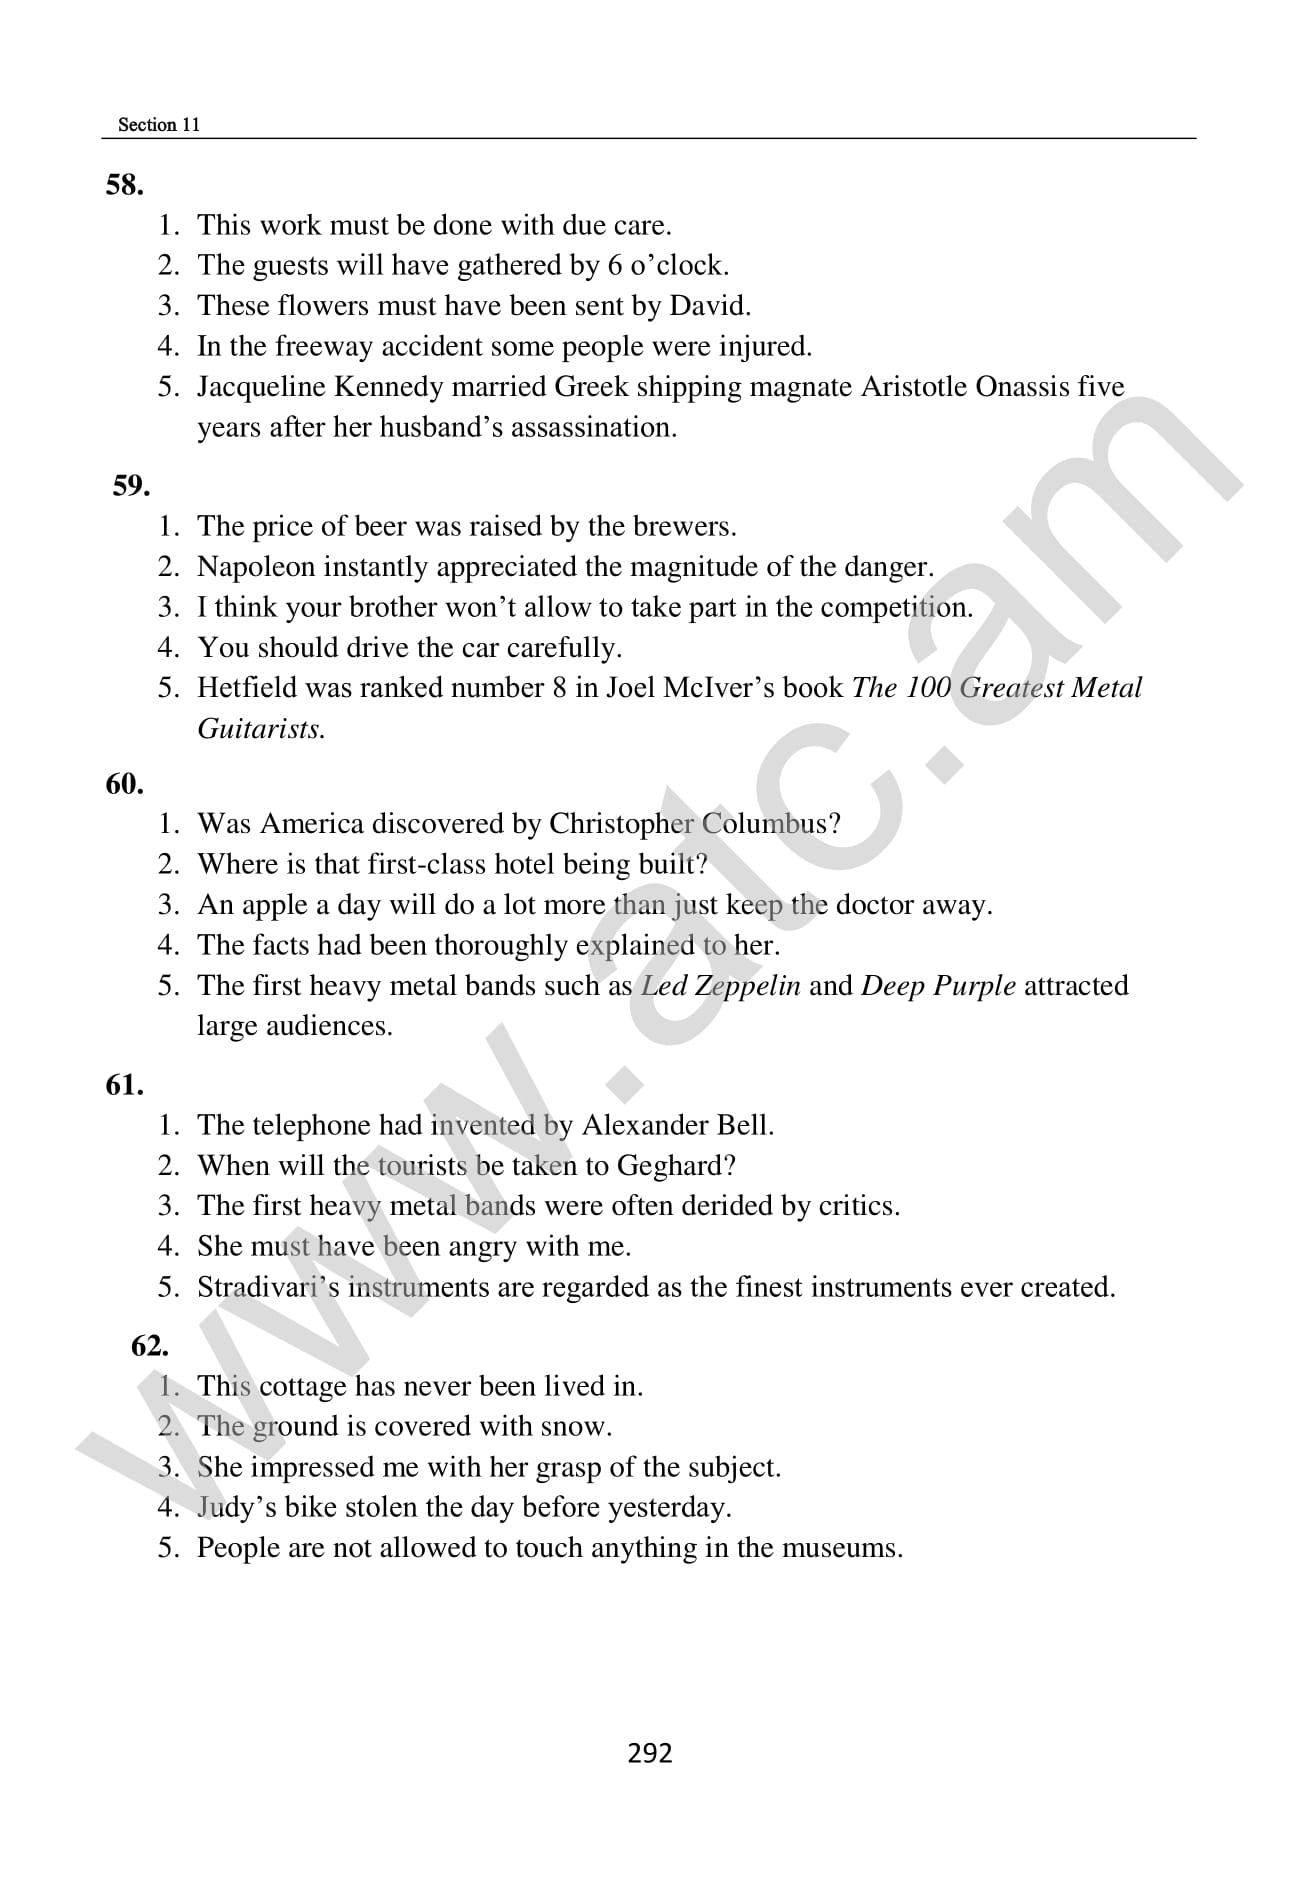 Section 11
58.
1. This work must be done with due care.
2. The guests will have gathered by 6 o’clock.
3. These flowers must have been sent by David.
4. In the freeway accident some people were injured.
5. Jacqueline Kennedy married Greek shipping magnate Aristotle Onassis five
years after her husband’s assassination.
59.
1. The price of beer was raised by the brewers.
2. Napoleon instantly appreciated the magnitude of the danger.
3. I think your brother won’t allow to take part in the competition.
4. You should drive the car carefully.
5. Hetfield was ranked number 8 in Joel McIver’s book The 100 Greatest Metal
Guitarists.
60.
1. Was America discovered by Christopher Columbus?
2. Where is that first-class hotel being built?
3. An apple a day will do a lot more than just keep the doctor away.
4. The facts had been thoroughly explained to her.
5. The first heavy metal bands such as Led Zeppelin and Deep Purple attracted
large audiences.
61.
1. The telephone had invented by Alexander Bell.
2. When will the tourists be taken to Geghard?
3. The first heavy metal bands were often derided by critics.
4. She must have been angry with me.
5. Stradivari’s instruments are regarded as the finest instruments ever created.
62.
1. This cottage has never been lived in.
2. The ground is covered with snow.
3. She impressed me with her grasp of the subject.
4. Judy’s bike stolen the day before yesterday.
5. People are not allowed to touch anything in the museums.
292
www.atc.am